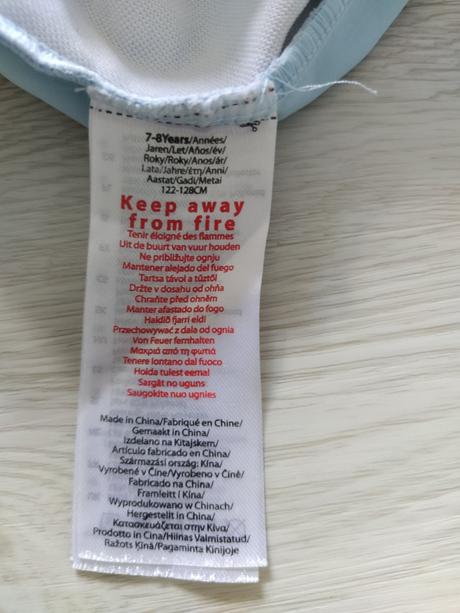 7-8Years/Années/
Jaren/Let/Años/év/
Roky/Roky/Anos/ár/
Lata/Jahre/έτη/Anni/
Aastat/Gadi/Metai
122-128CM
Keep away
from fire
Tenir éloigné des flammes
Uit de buurt van vuur houden
Ne približujte ognju
Mantener alejado del fuego
Tartsa távol a tűztől
Držte v dosahu od ohňa
Chraňte před ohněm
Manter afastado do fogo
Haldið fjarri eldi
Przechowywać z dala od ognia
Von Feuer fernhalten
Μακριά από τη φωτιά
Tenere lontano dal fuoco
Hoida tulest eemal
Sargāt no uguns
Saugokite nuo ugnies
Made in China/Fabriqué en Chine/
Gemaakt in China/
Izdelano na Kitajskem/
Artículo fabricado en China/
Származási ország: Kína/
Vyrobené v Číne/Vyrobeno v Číně/
Fabricado na China/
Framleitt í Kína/
Wyprodukowano w Chinach/
Hergestellt in China/
Κατασκευάζεται στην Κίνα/
Prodotto in Cina/Hiinas Valmistatud/
Ražots Ķīnā/Pagaminta Kinijoje